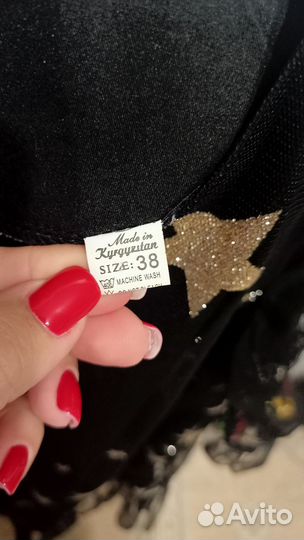 Made in
Kyrgyzstan
SIZE: 38
MACHINE WASH
Avito